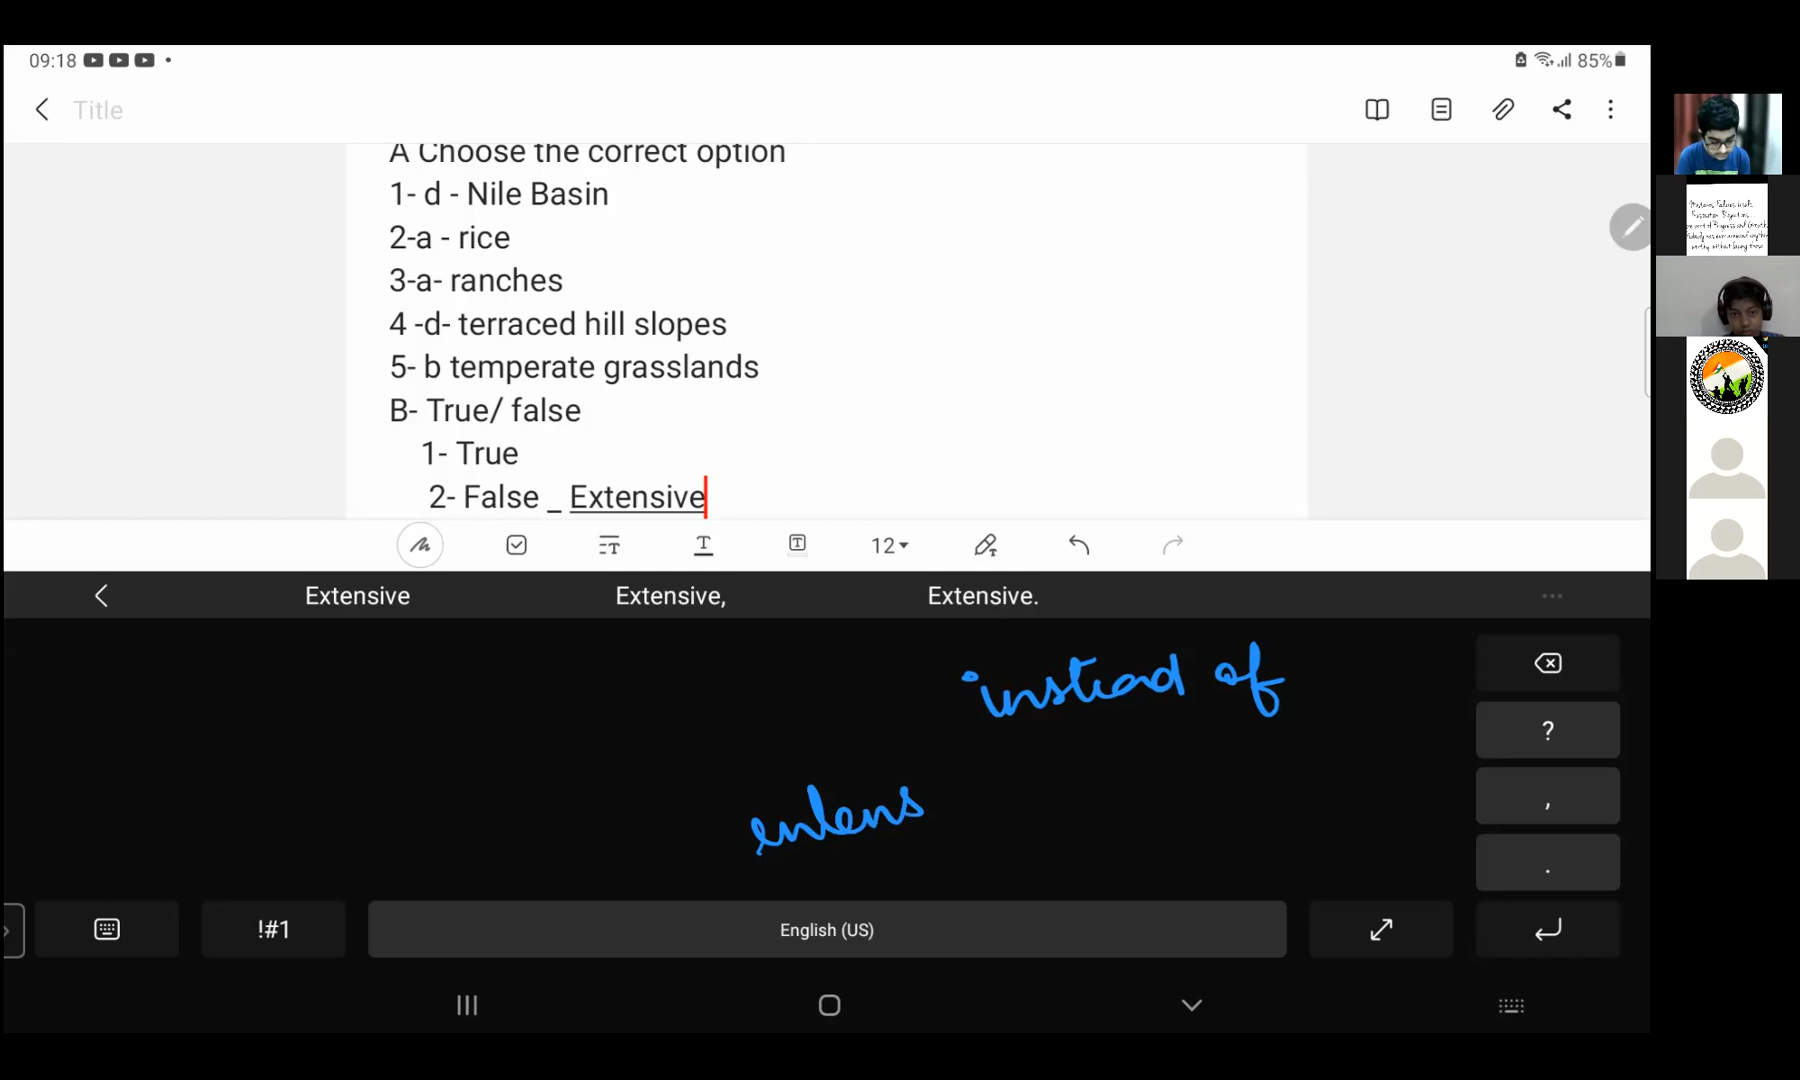 09:18
85%
Title
A Choose the correct option
1- d - Nile Basin
2-a - rice
3-a- ranches
4 -d- terraced hill slopes
5- b temperate grasslands
B- True/ false
1- True
2- False _ Extensive
12
Extensive Extensive, Extensive.
instead of
?
,
.
!#1
English (US)